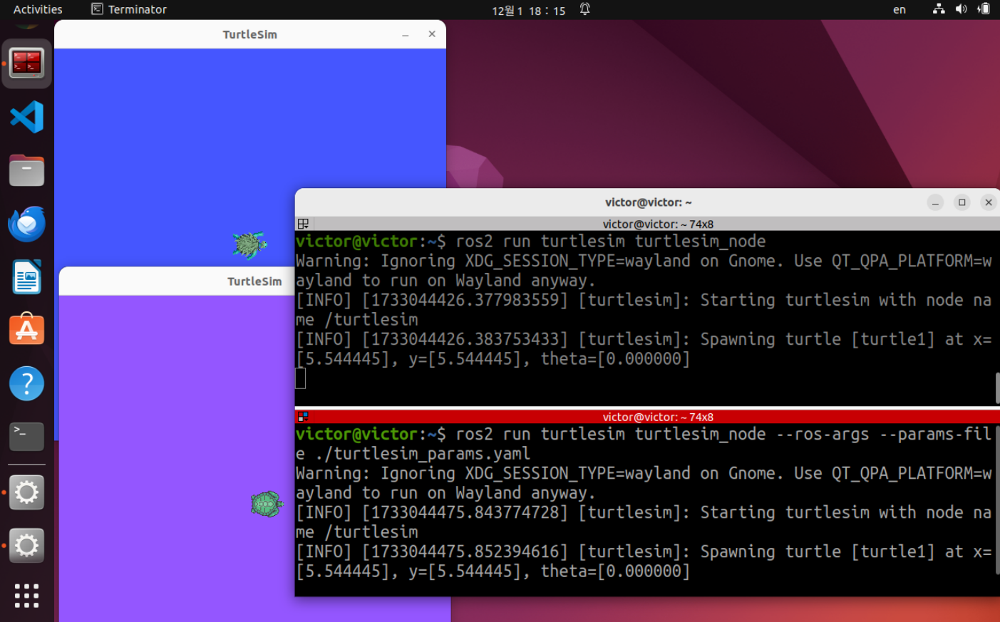 Activities
Terminator
12월 1 18 : 15
en
TurtleSim
TurtleSim
victor@victor: ~
victor@victor: ~ 74x8
victor@victor:~$ ros2 run turtlesim turtlesim_node
Warning: Ignoring XDG_SESSION_TYPE=wayland on Gnome. Use QT_QPA_PLATFORM=w
ayland to run on Wayland anyway.
[INFO] [1733044426.377983559] [turtlesim]: Starting turtlesim with node na
me /turtlesim
[INFO] [1733044426.383753433] [turtlesim]: Spawning turtle [turtle1] at x=
[5.544445], y=[5.544445], theta=[0.000000]
victor@victor: ~ 74x8
victor@victor:~$ ros2 run turtlesim turtlesim_node --ros-args --params-fil
e ./turtlesim_params.yaml
Warning: Ignoring XDG_SESSION_TYPE=wayland on Gnome. Use QT_QPA_PLATFORM=w
ayland to run on Wayland anyway.
[INFO] [1733044475.843774728] [turtlesim]: Starting turtlesim with node na
me /turtlesim
[INFO] [1733044475.852394616] [turtlesim]: Spawning turtle [turtle1] at x=
[5.544445], y=[5.544445], theta=[0.000000]